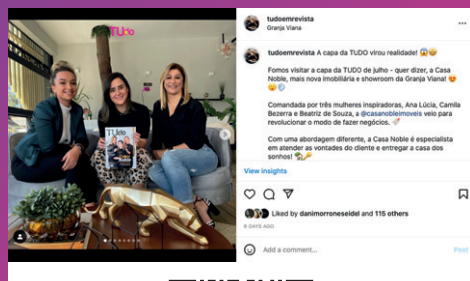 TUdo
TUdo
tudoemrevista
Granja Viana
tudoemrevista A capa da TUDO virou realidade! 😱🤩
Fomos visitar a capa da TUDO de julho - quer dizer, a Casa
Noble, mais nova imobiliária e showroom da Granja Viana! 😍
Comandada por três mulheres inspiradoras, Ana Lúcia, Camila
Bezerra e Beatriz de Souza, a @casanobleimoveis veio para
revolucionar o modo de fazer negócios. 🚀
Com uma abordagem diferente, a Casa Noble é especialista
em atender as vontades do cliente e entregar a casa dos
sonhos! 🏡🔑
View insights
Liked by danimorroneseidel and 115 others
6 DAYS AGO
Add a comment...
Post